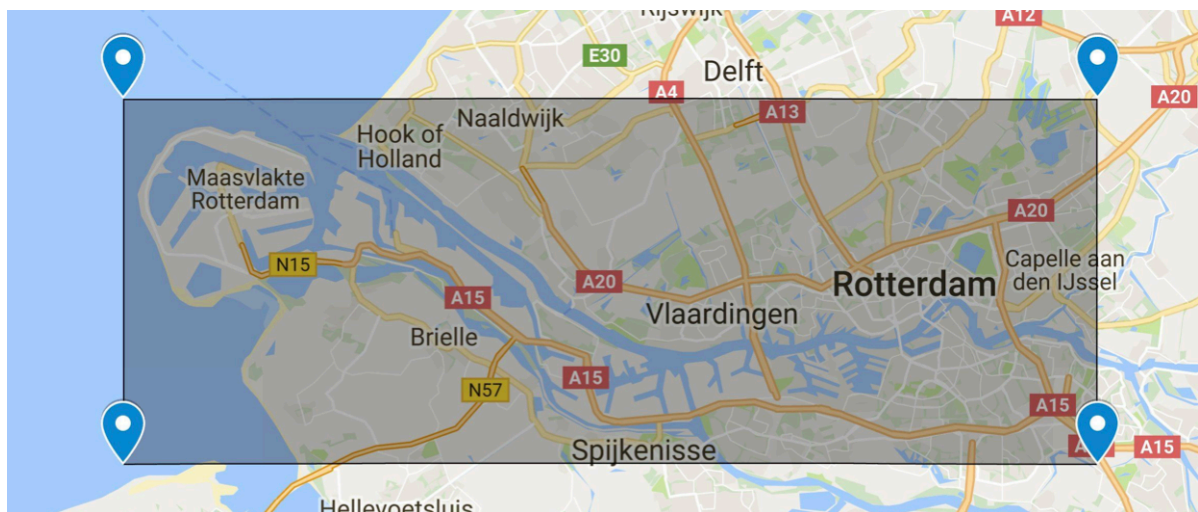 Rijswijk
A12
E30
Delft
A4
A20
A13
Naaldwijk
Hook of
Holland
Maasvlakte
Rotterdam
A20
N15
Capelle aan
den IJssel
A20
Rotterdam
A15
Vlaardingen
Brielle
A15
N57
A15
A15
Spijkenisse
Hellevoetsluis